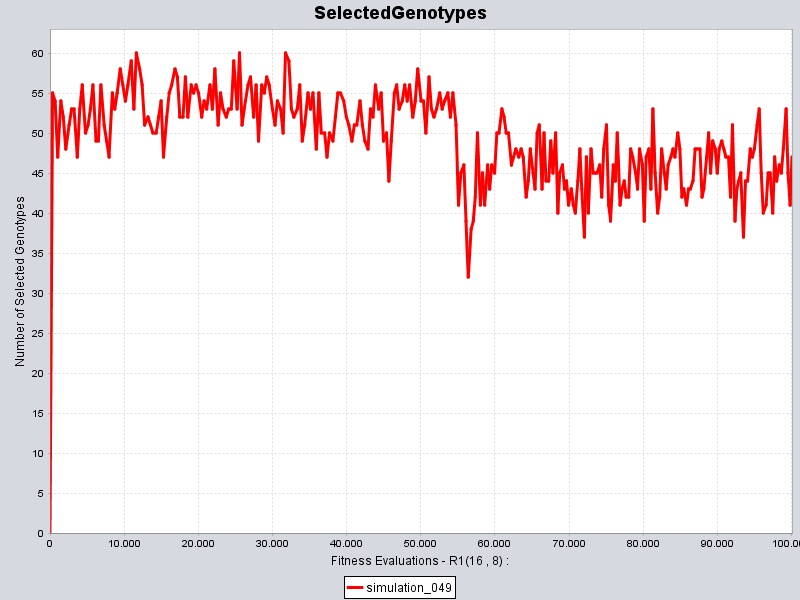 SelectedGenotypes
Number of Selected Genotypes
60
55
50
45
40
35
30
25
20
15
10
5
0
0 10.000 20.000 30.000 40.000 50.000 60.000 70.000 80.000 90.000 100.00
Fitness Evaluations - R1(16 , 8) :
simulation_049